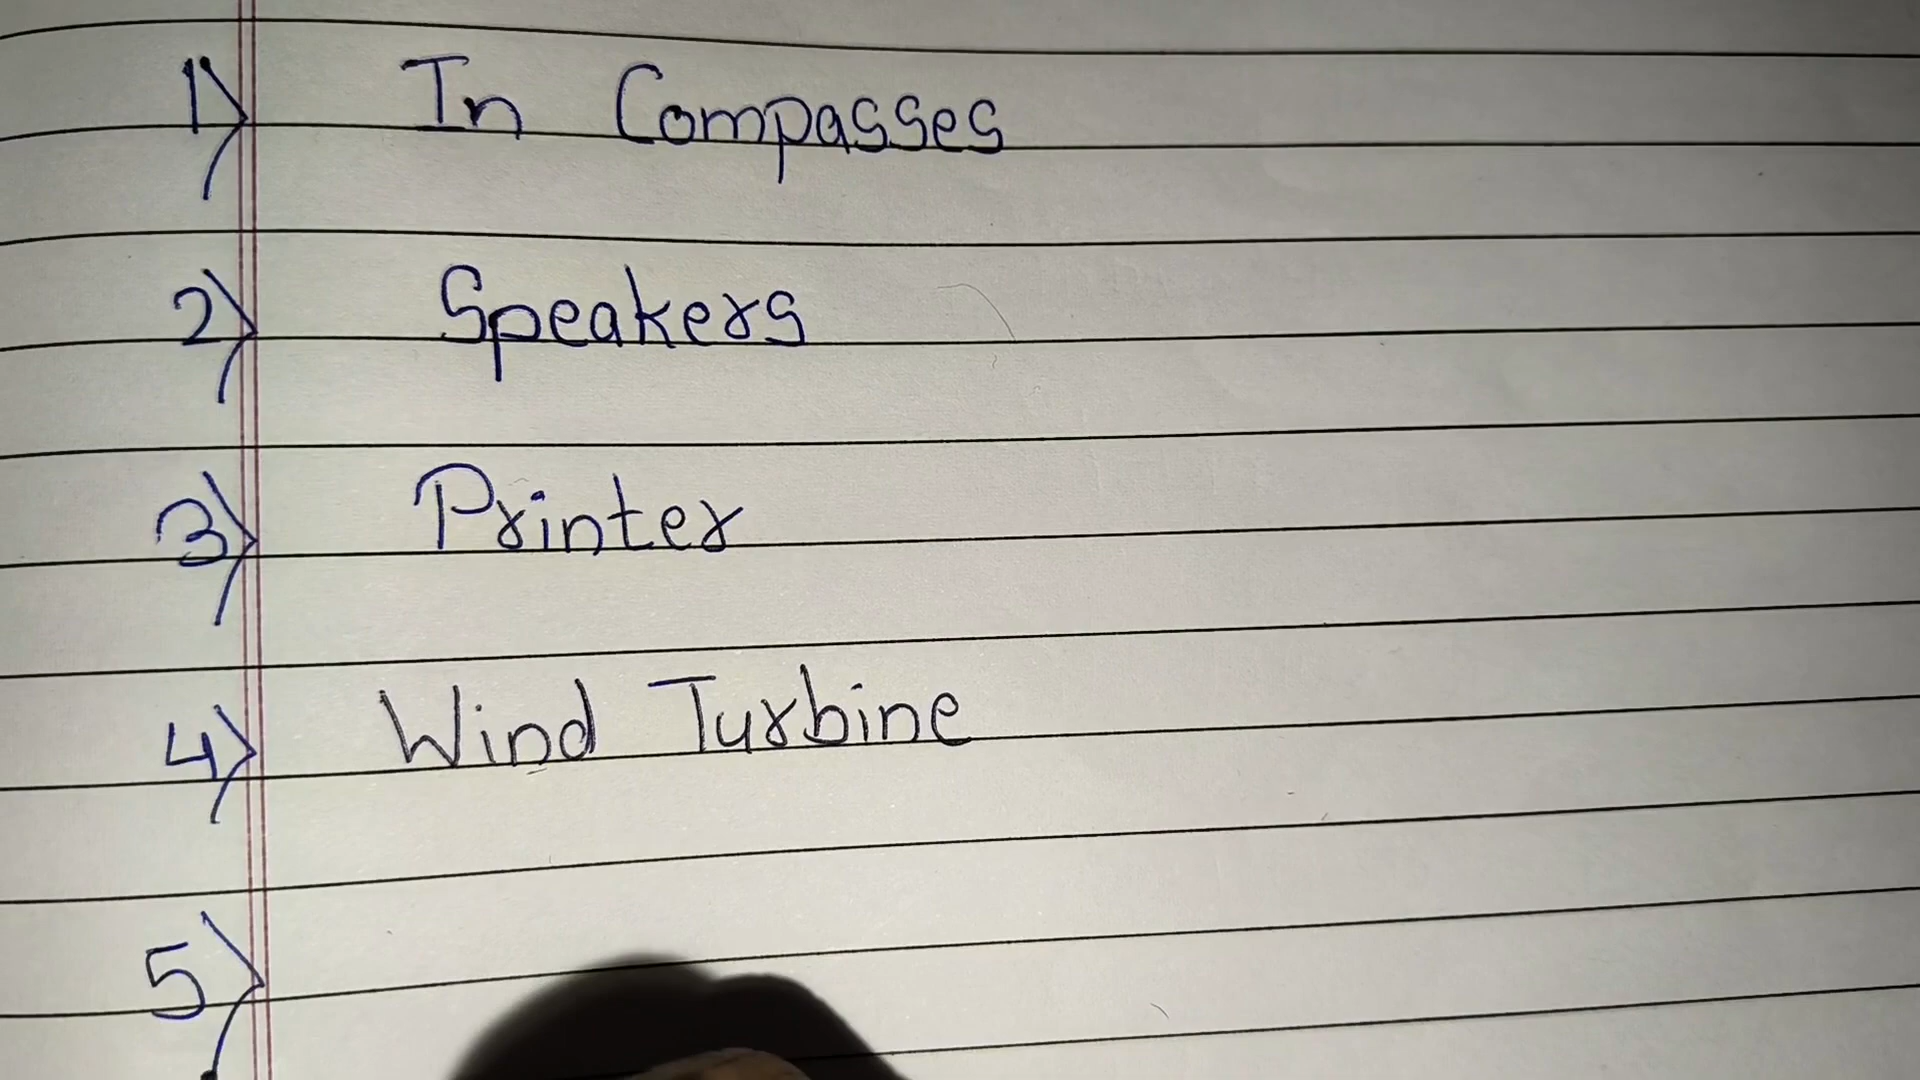 1) In Compasses
2) Speakers
3) Printer
4) Wind Turbine
5)